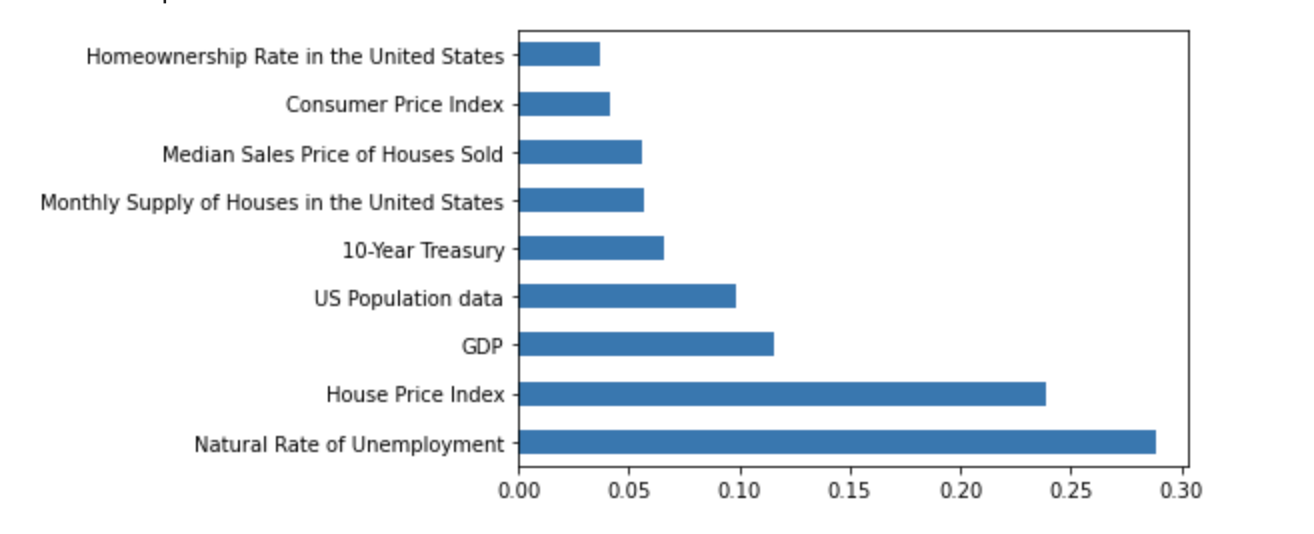 Homeownership Rate in the United States
Consumer Price Index
Median Sales Price of Houses Sold
Monthly Supply of Houses in the United States
10-Year Treasury
US Population data
GDP
House Price Index
Natural Rate of Unemployment
0.00 0.05 0.10 0.15 0.20 0.25 0.30